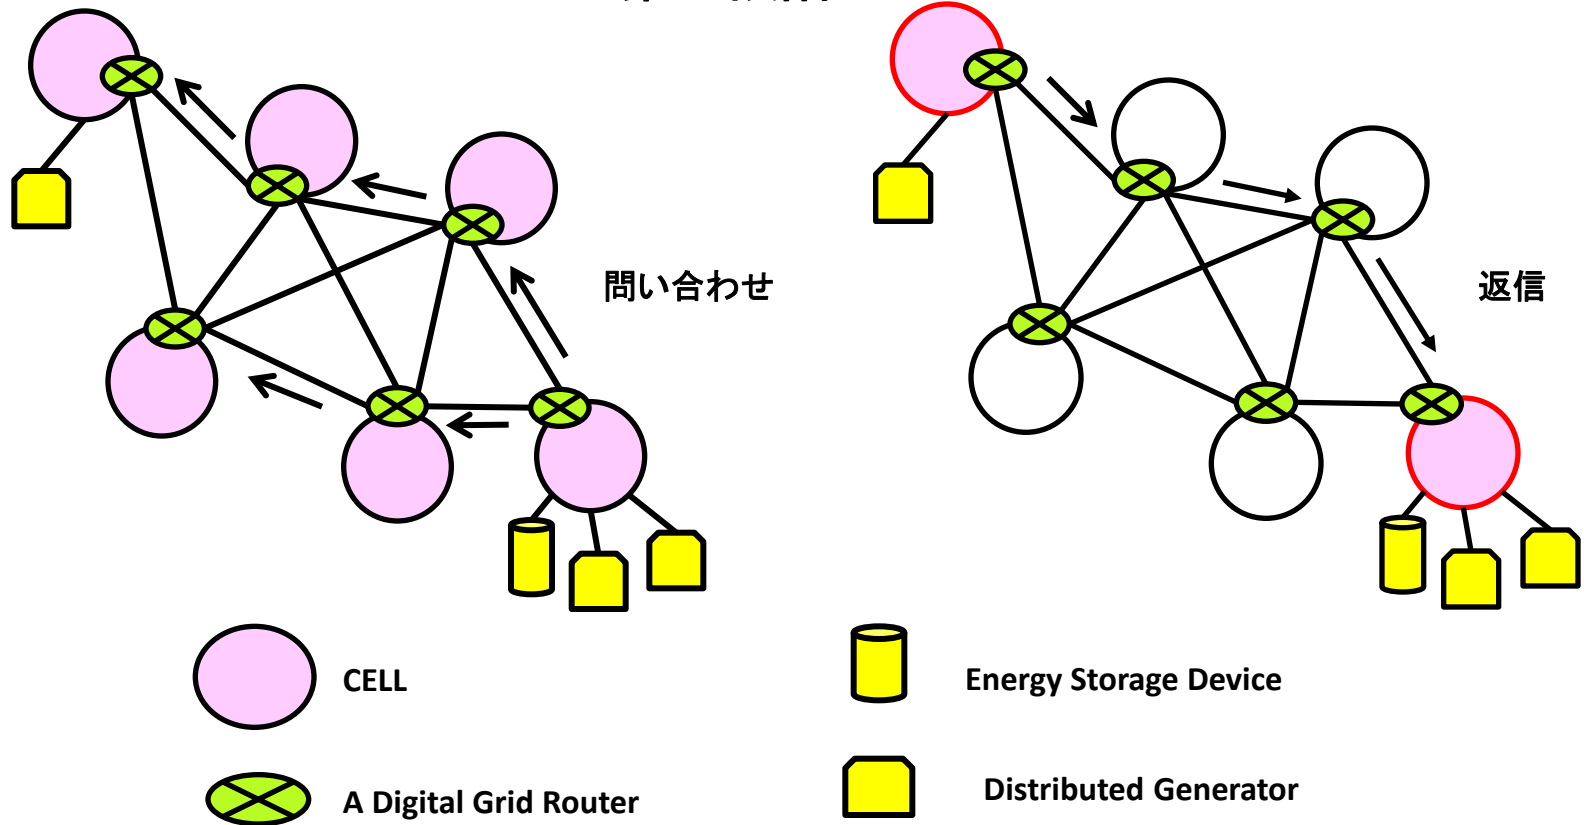 問い合わせ
返信
CELL
Energy Storage Device
A Digital Grid Router
Distributed Generator